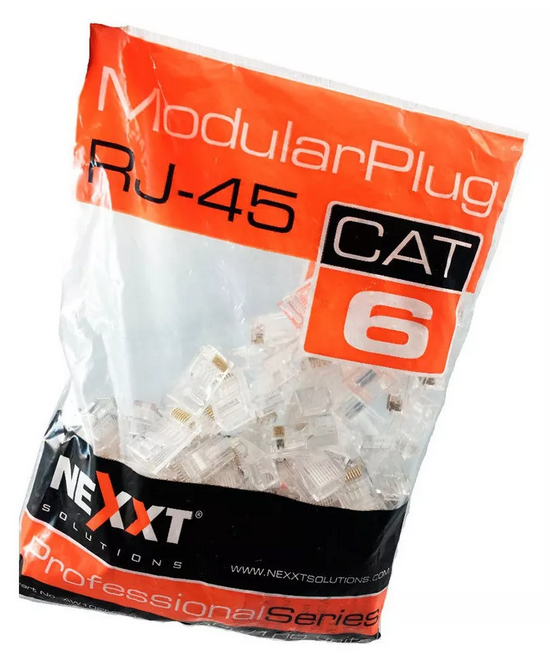 ModularPlug
RJ-45
CAT
6
NEXXT®
SOLUTIONS
WWW.NEXXTSOLUTIONS.COM
ProfessionalSeries